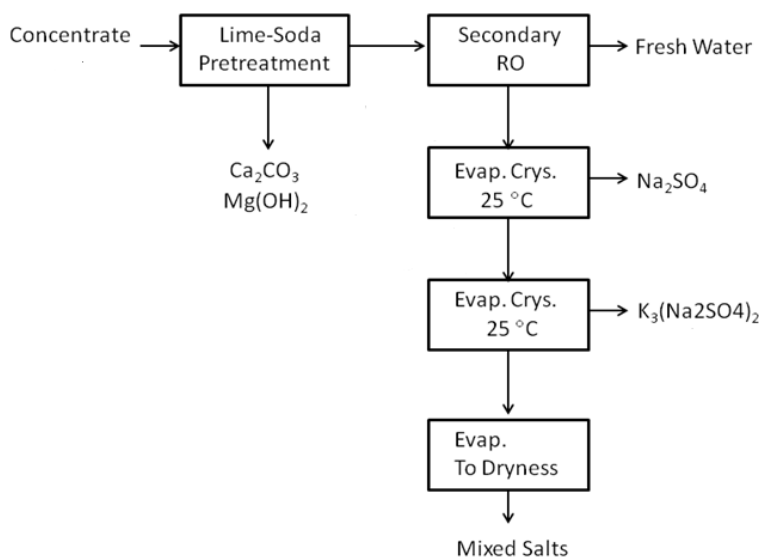 Concentrate
Lime-Soda
Pretreatment
Secondary
RO
Fresh Water
Ca₂CO₃
Mg(OH)₂
Evap. Crys.
25 °C
Na₂SO₄
Evap. Crys.
25 °C
K₃(Na2SO4)₂
Evap.
To Dryness
Mixed Salts